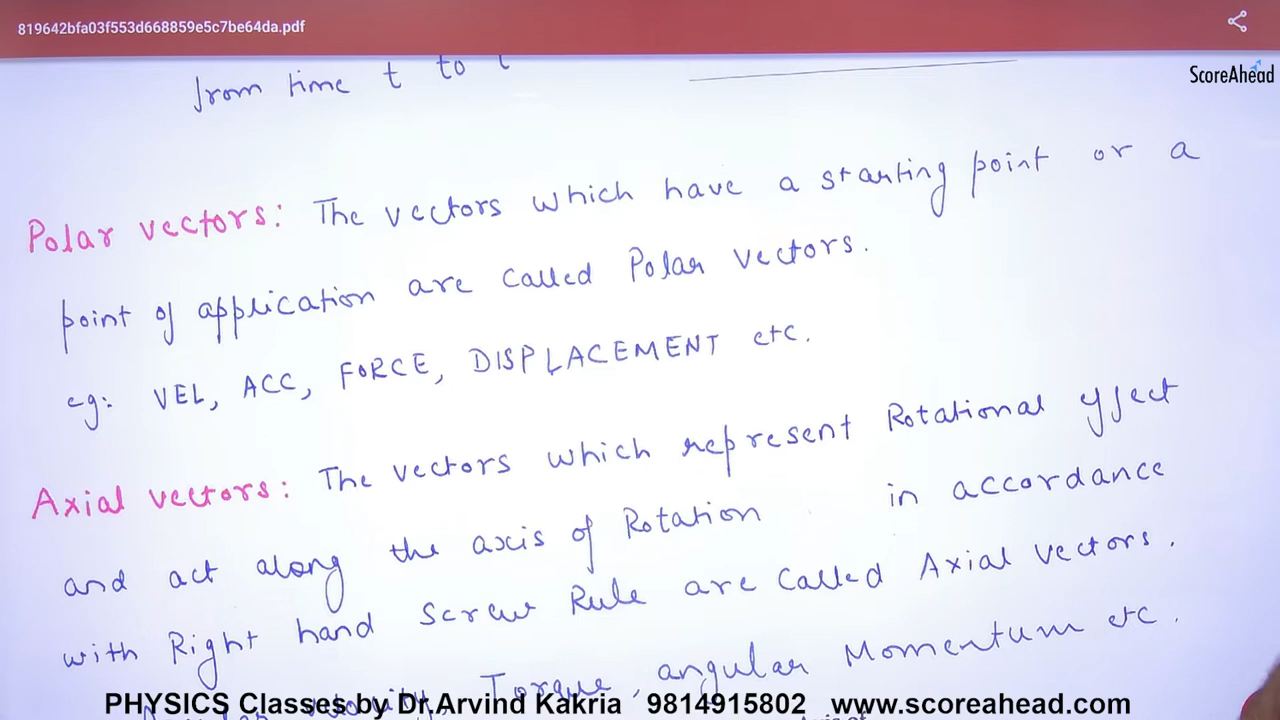 819642bfa03f553d668859e5c7be64da.pdf
ScoreAhead
from time t to
Polar vectors: The vectors which have a starting point or a
point of application are called Polar vectors.
eg: VEL, ACC, FORCE, DISPLACEMENT etc.
Axial vectors: The vectors which represent Rotational effect
and act along the axis of Rotation in accordance
with Right hand Screw Rule are called Axial vectors.
Torque, angular Momentum etc.
PHYSICS Classes by Dr.Arvind Kakria 9814915802 www.scoreahead.com